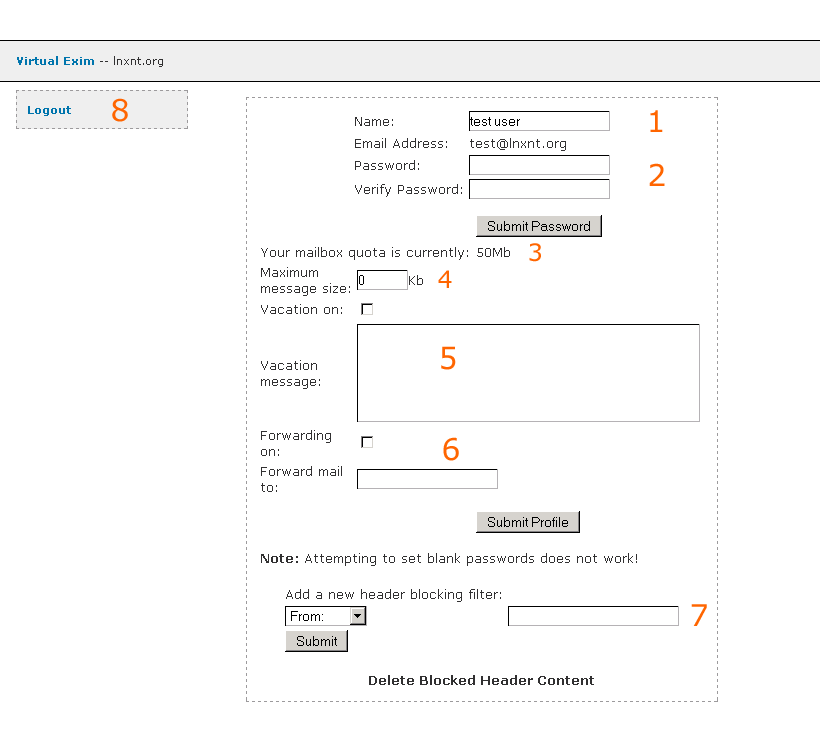 Virtual Exim -- lnxnt.org
Logout 8
Name: test user 1
Email Address: test@lnxnt.org
Password: 2
Verify Password:
Submit Password
Your mailbox quota is currently: 50Mb 3
Maximum
message size: 0 Kb 4
Vacation on:
Vacation
message: 5
Forwarding
on: 6
Forward mail
to:
Submit Profile
Note: Attempting to set blank passwords does not work!
Add a new header blocking filter:
From: 7
Submit
Delete Blocked Header Content